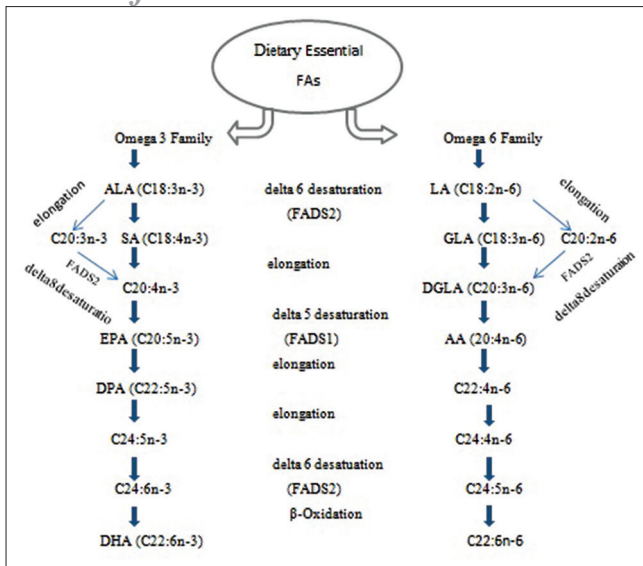 Dietary Essential
FAs
Omega 3 Family
Omega 6 Family
ALA (C18:3n-3)
delta 6 desaturation
(FADS2)
LA (C18:2n-6)
elongation
elongation
C20:3n-3
SA (C18:4n-3)
GLA (C18:3n-6)
C20:2n-6
elongation
FADS2
delta8desaturatio
FADS2
delta8desaturation
C20:4n-3
DGLA (C20:3n-6)
delta 5 desaturation
(FADS1)
EPA (C20:5n-3)
AA (20:4n-6)
elongation
DPA (C22:5n-3)
C22:4n-6
elongation
C24:5n-3
C24:4n-6
delta 6 desatuation
(FADS2)
C24:6n-3
C24:5n-6
β-Oxidation
DHA (C22:6n-3)
C22:6n-6